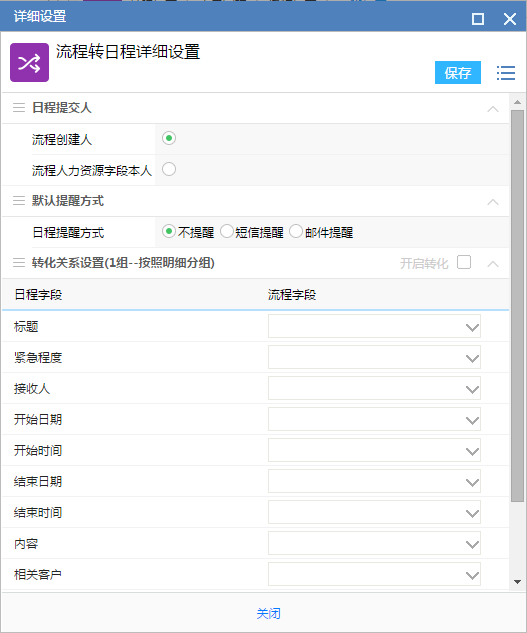 详细设置
流程转日程详细设置
保存
日程提交人
流程创建人
流程人力资源字段本人
默认提醒方式
日程提醒方式 不提醒 短信提醒 邮件提醒
转化关系设置(1组--按照明细分组) 开启转化
日程字段 流程字段
标题
紧急程度
接收人
开始日期
开始时间
结束日期
结束时间
内容
相关客户
关闭